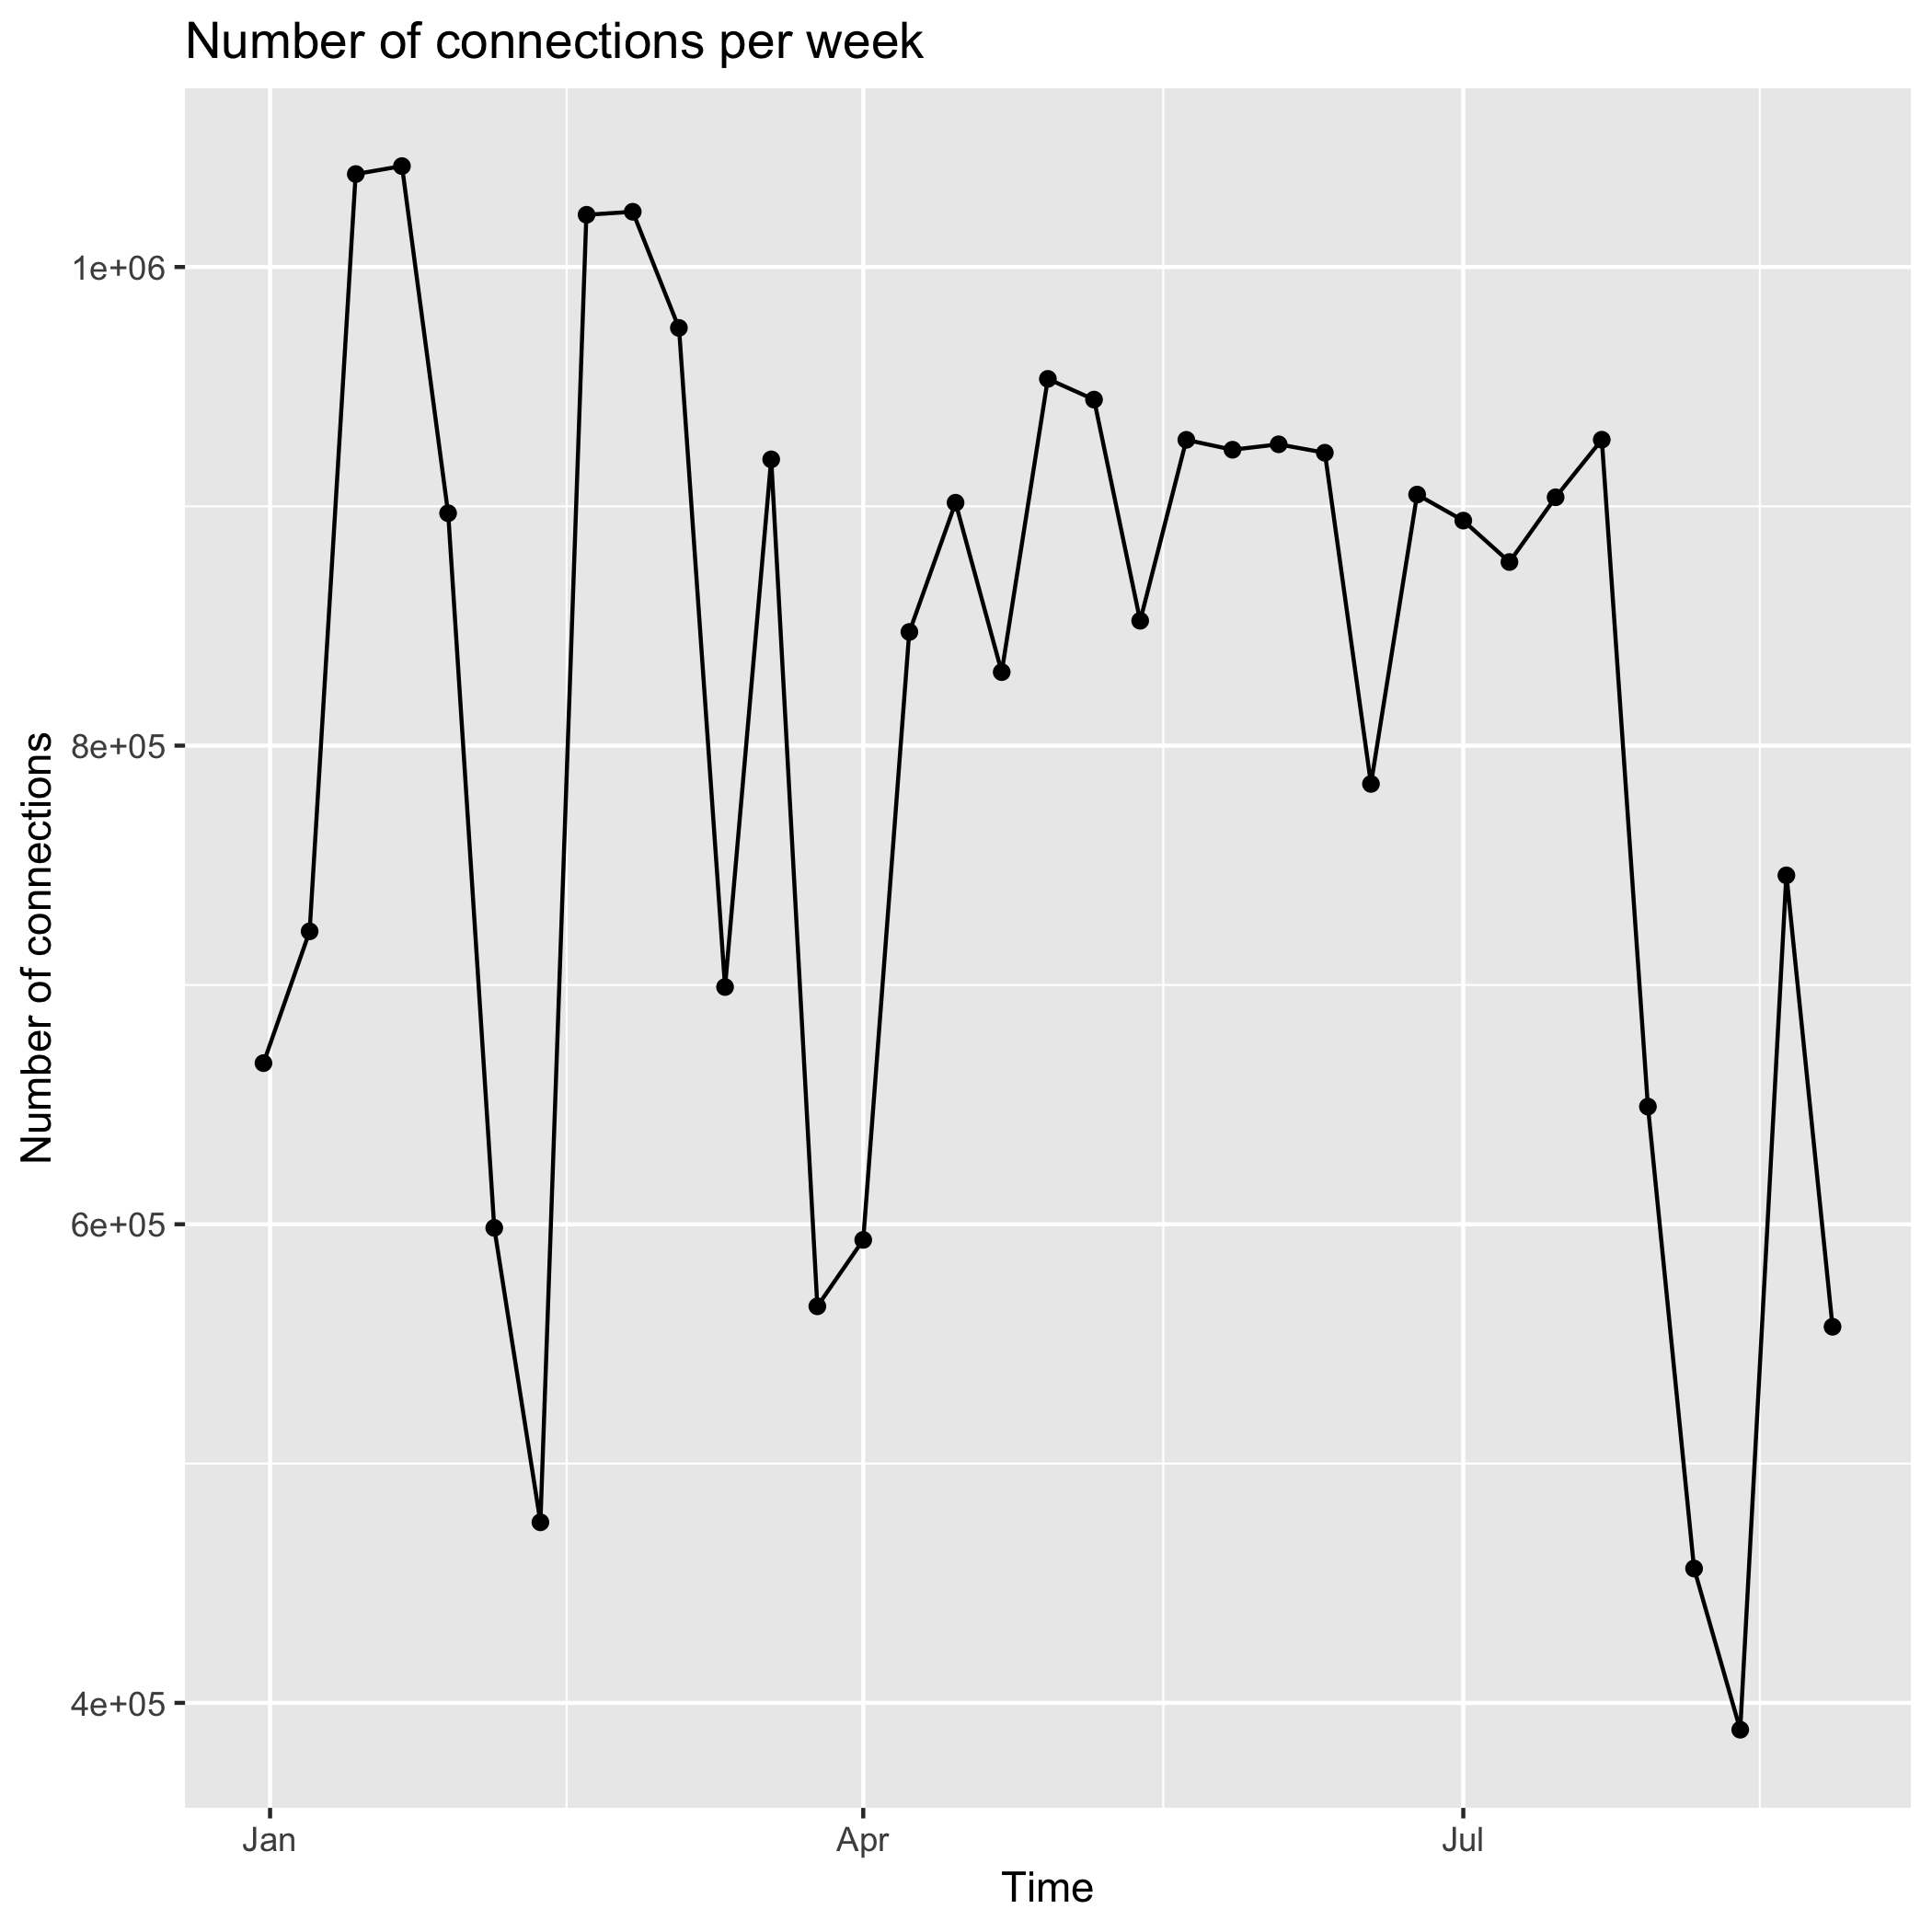 Number of connections per week
Number of connections
1e+06
8e+05
6e+05
4e+05
Jan
Apr
Jul
Time